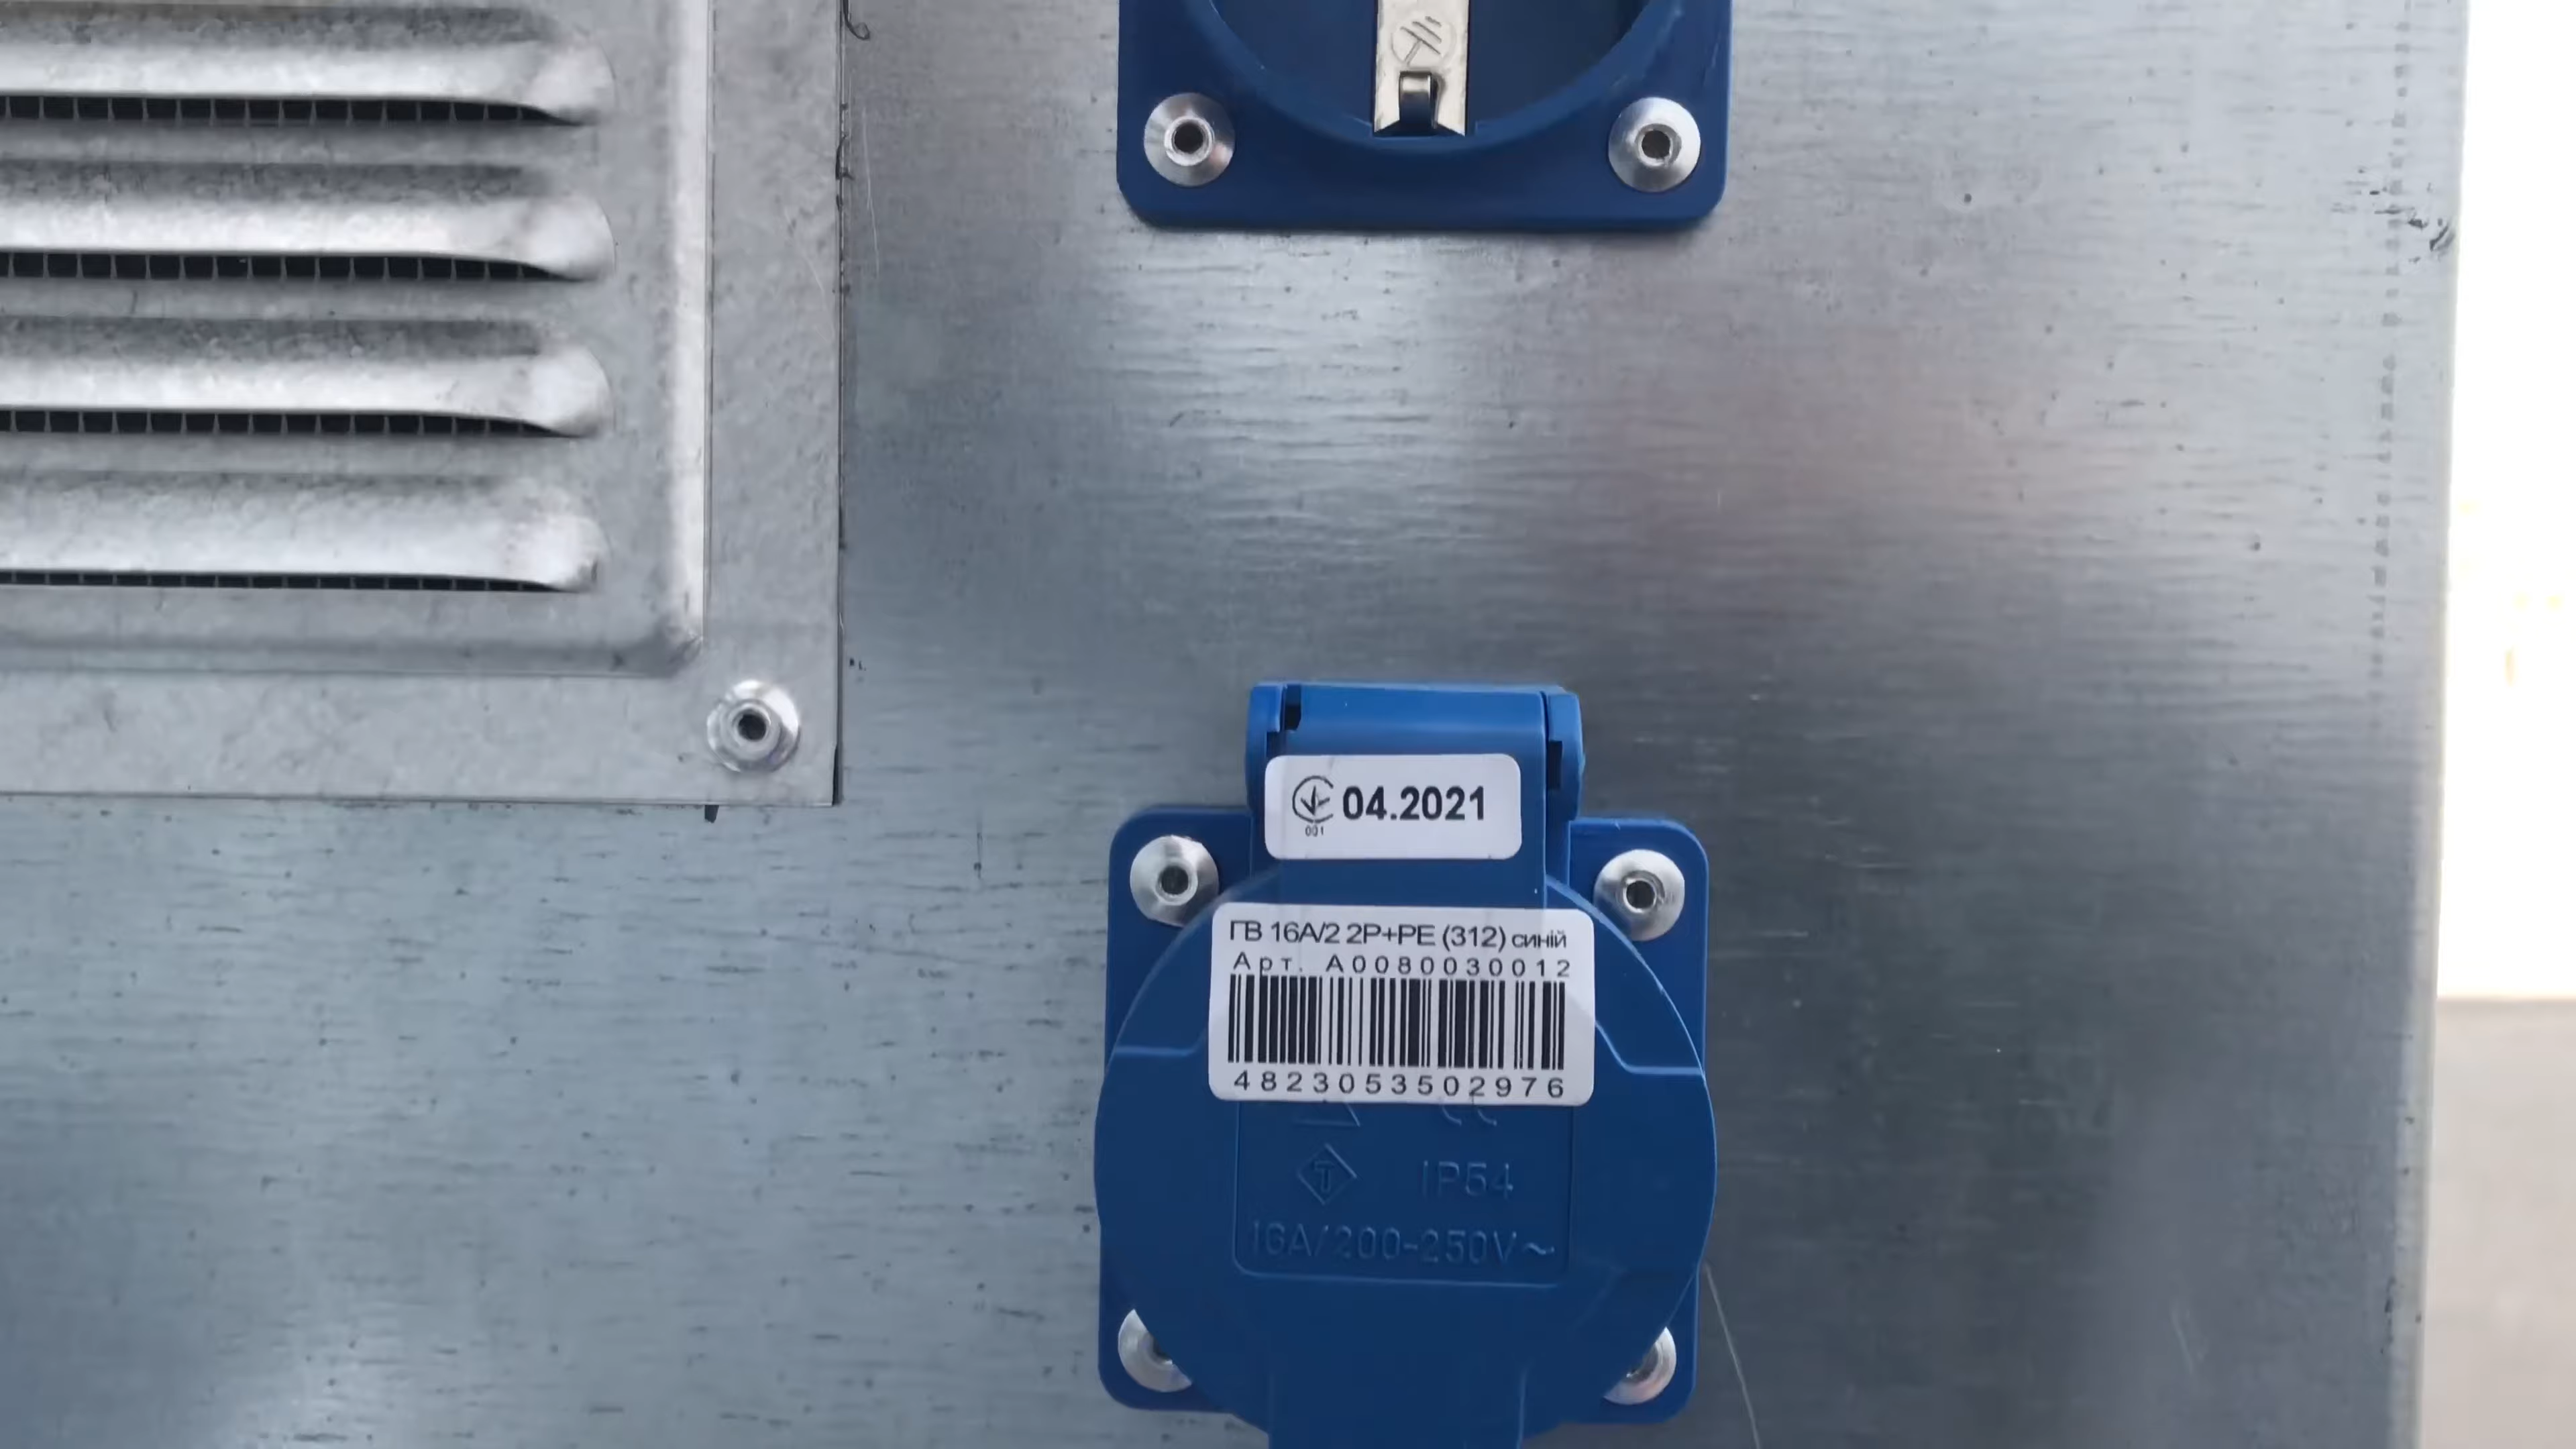 04.2021
001
ГВ 16А/2 2Р+РЕ (312) синій
Арт. А0080030012
4823053502976
T IP54
16A/200-250V~